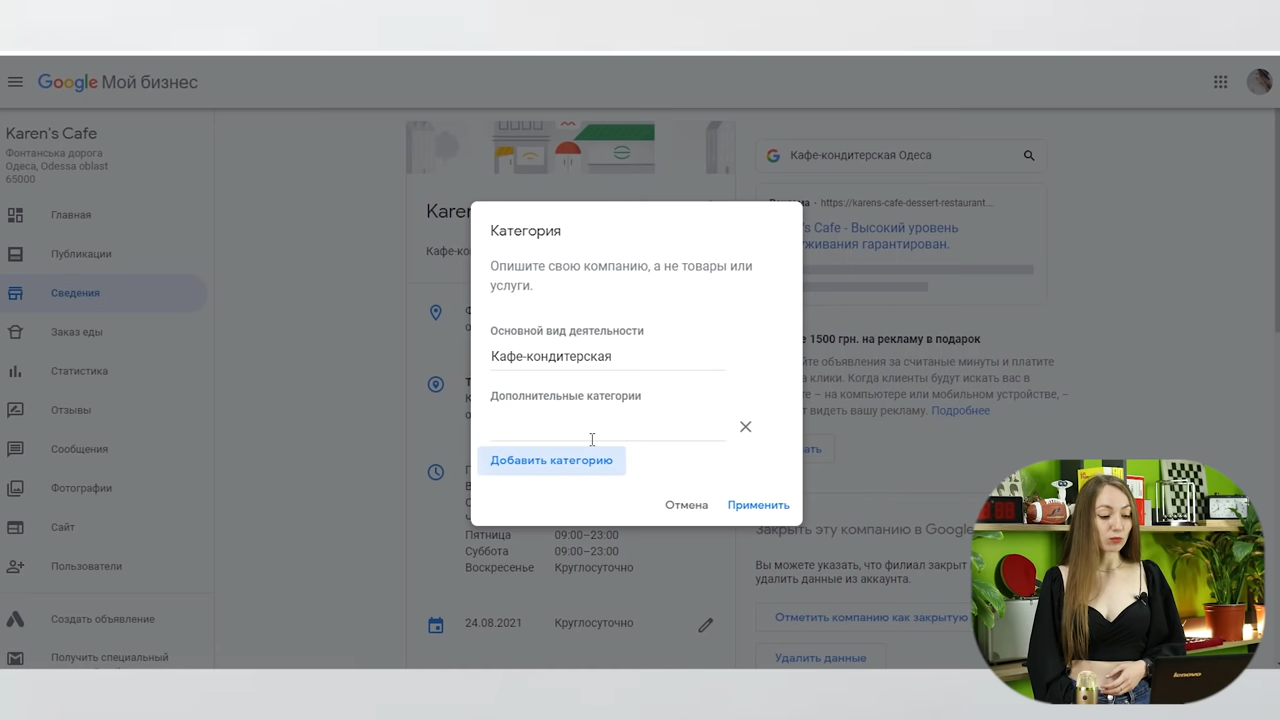 Google Мой бизнес
Karen's Cafe
Фонтанська дорога
Одеса, Odessa oblast
65000
Главная
Публикации
Сведения
Заказ еды
Статистика
Отзывы
Сообщения
Фотографии
Сайт
Пользователи
Создать объявление
Получить специальный
Категория
Опишите свою компанию, а не товары или
услуги.
Основной вид деятельности
Кафе-кондитерская
Дополнительные категории
Добавить категорию
Отмена
Применить
Пятница 09:00–23:00
Суббота 09:00–23:00
Воскресенье Круглосуточно
24.08.2021 Круглосуточно
Кафе-кондитерская Одеса
https://karens-cafe-dessert-restaurant...
's Cafe - Высокий уровень
живания гарантирован.
1500 грн. на рекламу в подарок
объявления за считаные минуты и платите
клики. Когда клиенты будут искать вас в
– на компьютере или мобильном устройстве, –
видеть вашу рекламу. Подробнее
Закрыть эту компанию в Google
Вы можете указать, что филиал закрыт
удалить данные из аккаунта.
Отметить компанию как закрытую
Удалить данные
Lenovo